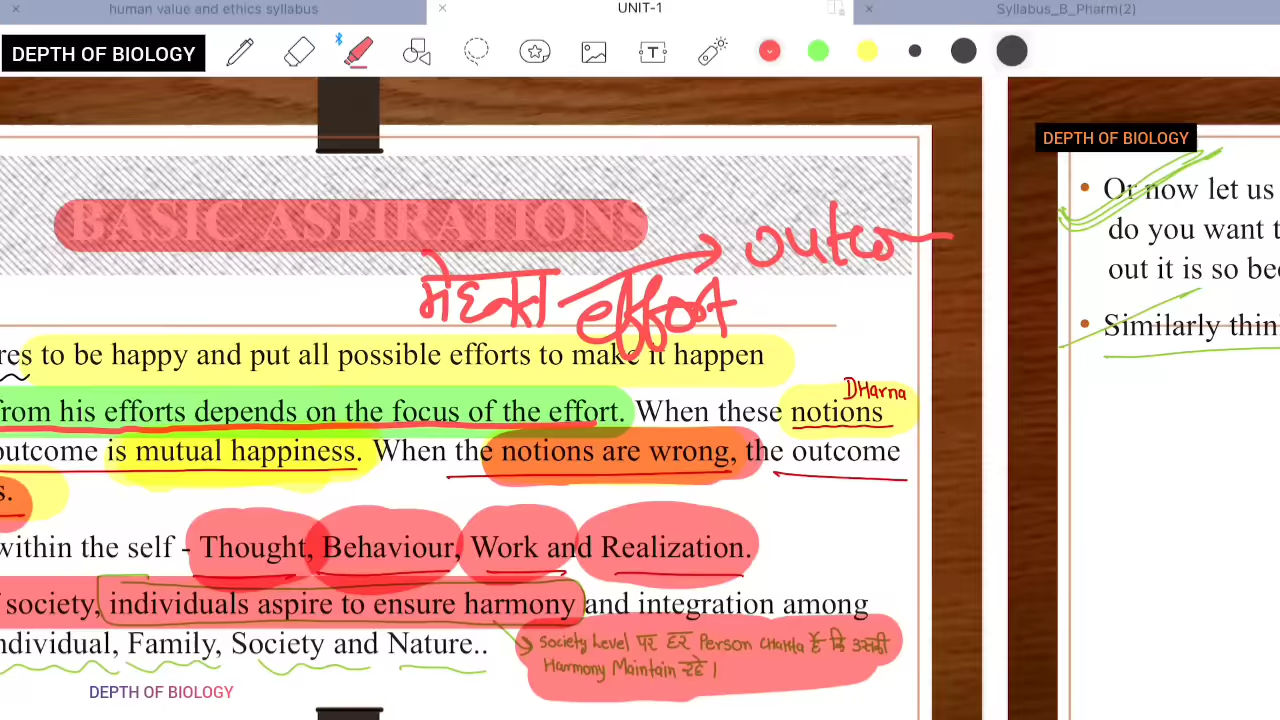 human value and ethics syllabus
UNIT-1
Syllabus_B_Pharm(2)
DEPTH OF BIOLOGY
BASIC ASPIRATIONS
मेहनत effort → outco
res to be happy and put all possible efforts to make it happen
DHarna
from his efforts depends on the focus of the effort. When these notions
outcome is mutual happiness. When the notions are wrong, the outcome
s.
within the self - Thought, Behaviour, Work and Realization.
f society, individuals aspire to ensure harmony and integration among
ndividual, Family, Society and Nature..
Society Level पर हर Person चाहता है कि उसकी
Harmony Maintain रहे।
DEPTH OF BIOLOGY
DEPTH OF BIOLOGY
• Or now let us
do you want t
out it is so bec
• Similarly thin